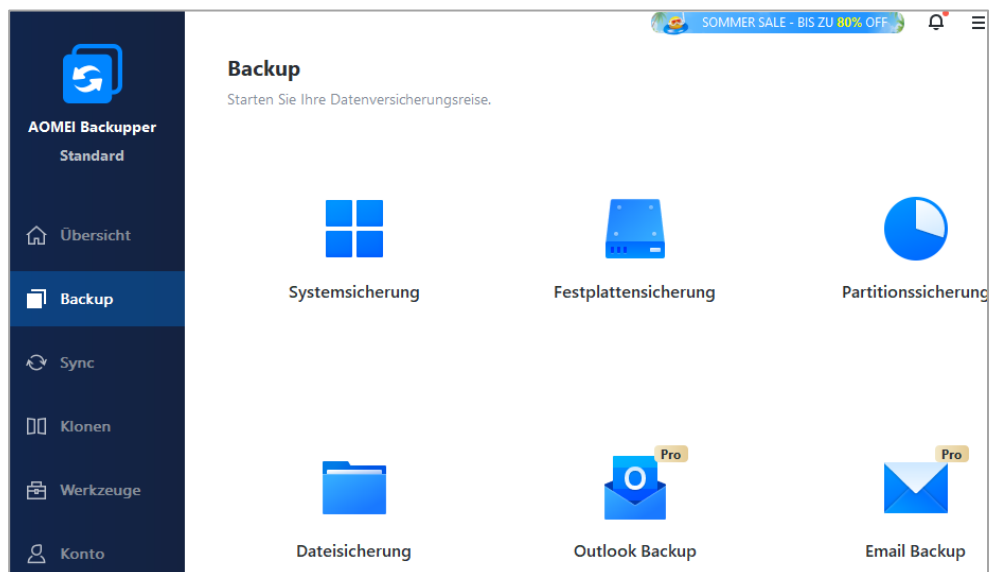 SOMMER SALE - BIS ZU 80% OFF
AOMEI Backupper
Standard
Übersicht
Backup
Sync
Klonen
Werkzeuge
Konto
Backup
Starten Sie Ihre Datenversicherungsreise.
Systemsicherung
Festplattensicherung
Partitionssicherung
Dateisicherung
Pro
O
Outlook Backup
Pro
Email Backup